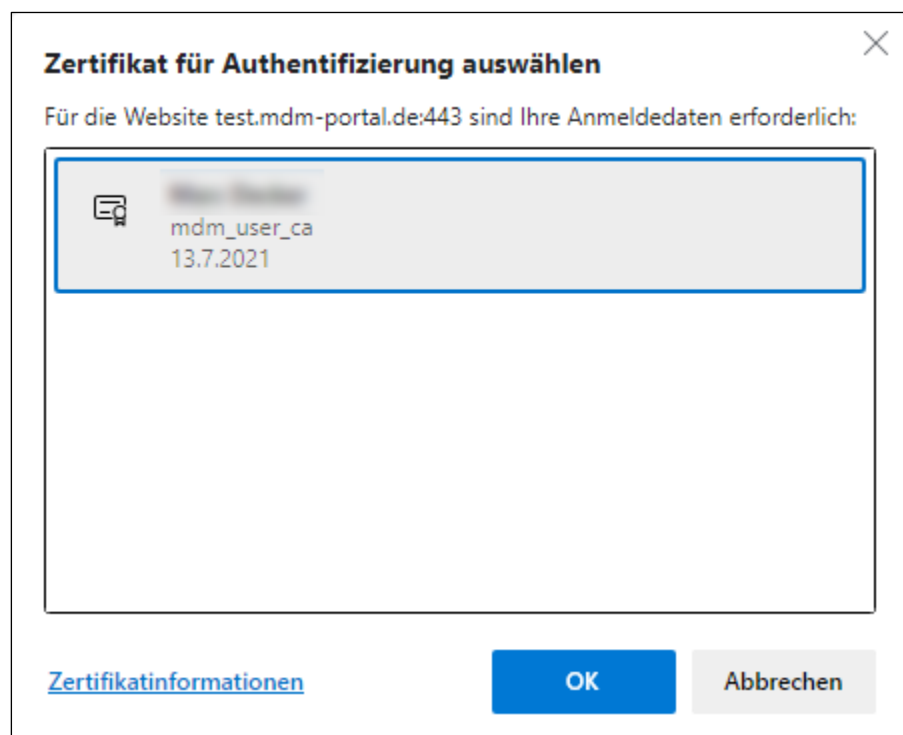 Zertifikat für Authentifizierung auswählen
Für die Website test.mdm-portal.de:443 sind Ihre Anmeldedaten erforderlich:
mdm_user_ca
13.7.2021
Zertifikatinformationen
OK
Abbrechen